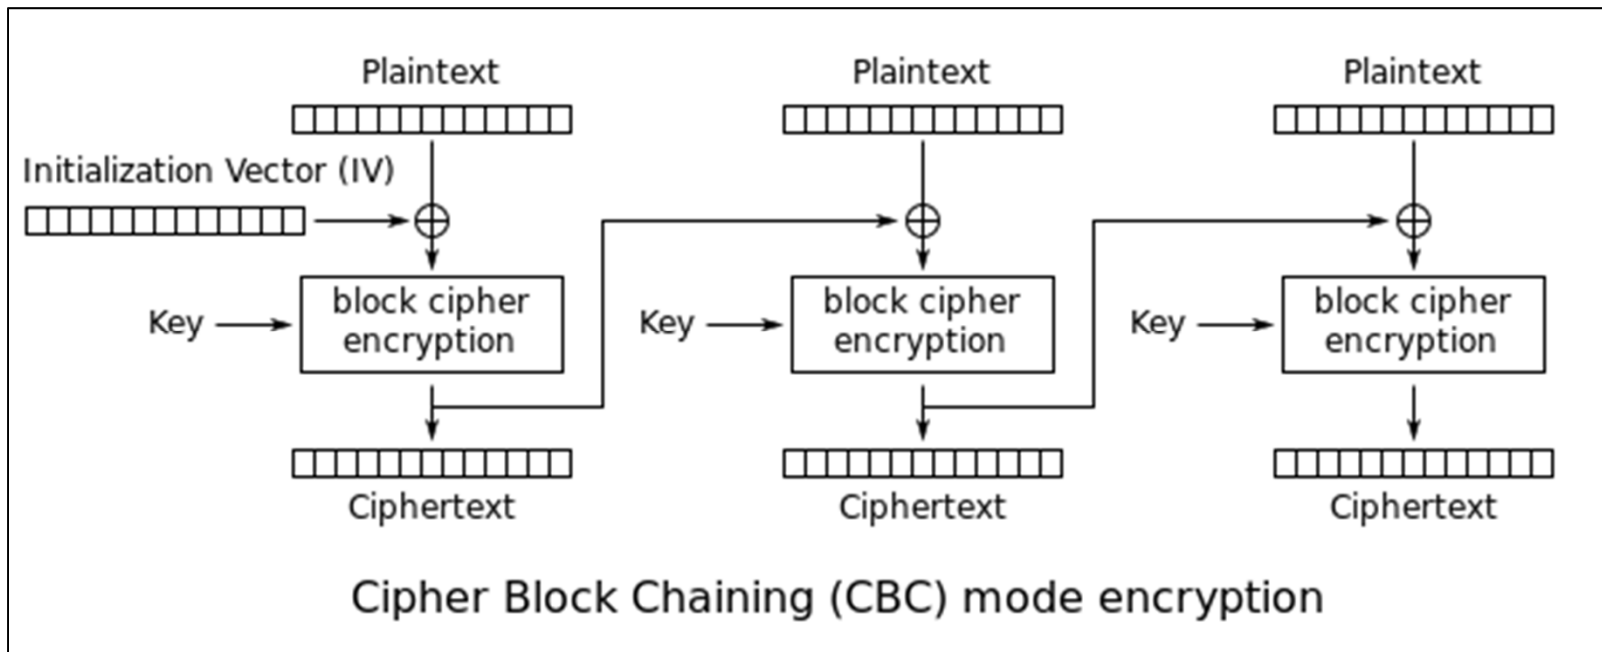 Plaintext
Plaintext
Plaintext
Initialization Vector (IV)
Key
block cipher
encryption
Key
block cipher
encryption
Key
block cipher
encryption
Ciphertext
Ciphertext
Ciphertext
Cipher Block Chaining (CBC) mode encryption